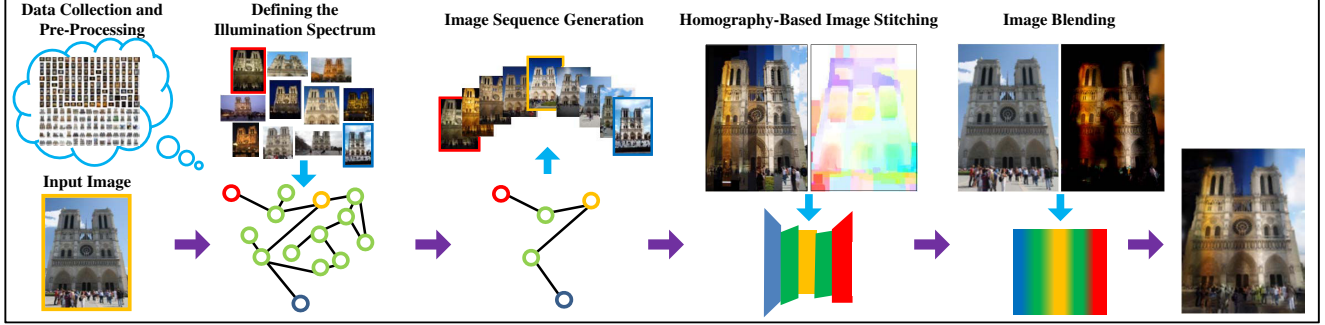 Data Collection and
Pre-Processing
Input Image
Defining the
Illumination Spectrum
Image Sequence Generation
Homography-Based Image Stitching
Image Blending